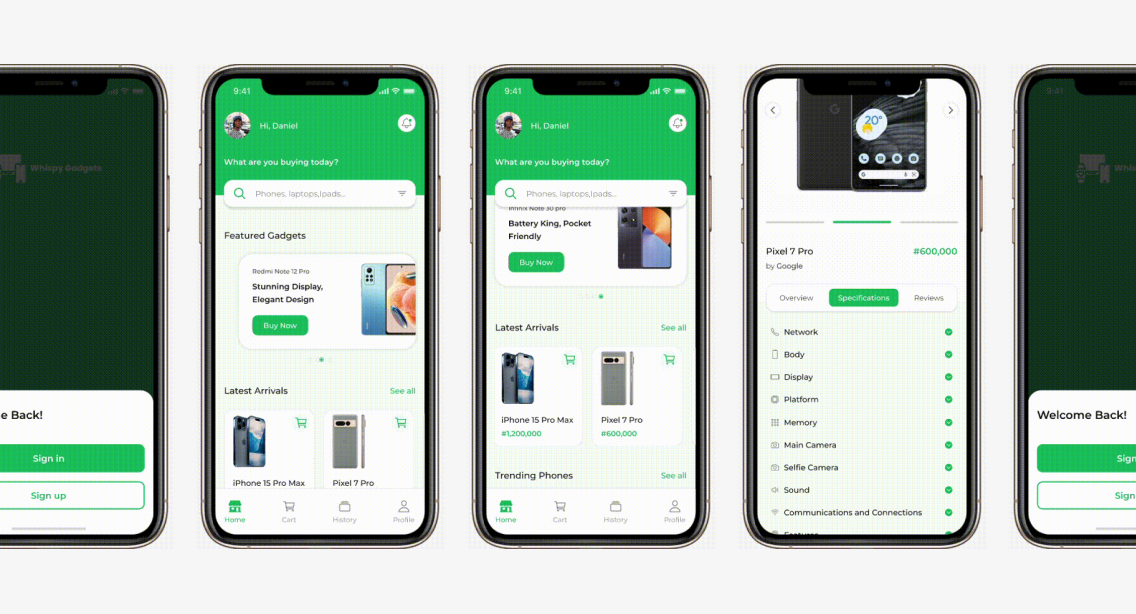 Whispy Gadgets
e Back!
Sign in
Sign up
9:41
Hi, Daniel
What are you buying today?
Phones, laptops,Ipads...
Featured Gadgets
Redmi Note 12 Pro
Stunning Display,
Elegant Design
Buy Now
Latest Arrivals
See all
iPhone 15 Pro Max
Pixel 7 Pro
Home
Cart
History
Profile
9:41
Hi, Daniel
What are you buying today?
Phones, laptops,Ipads...
Infinix Note 30 pro
Battery King, Pocket
Friendly
Buy Now
Latest Arrivals
See all
iPhone 15 Pro Max
#1,200,000
Pixel 7 Pro
#600,000
Trending Phones
See all
Home
Cart
History
Profile
20°
Pixel 7 Pro
#600,000
by Google
Overview
Specifications
Reviews
Network
Body
Display
Platform
Memory
Main Camera
Selfie Camera
Sound
Communications and Connections
Features
9:41
Whis
Welcome Back!
Sign
Sign